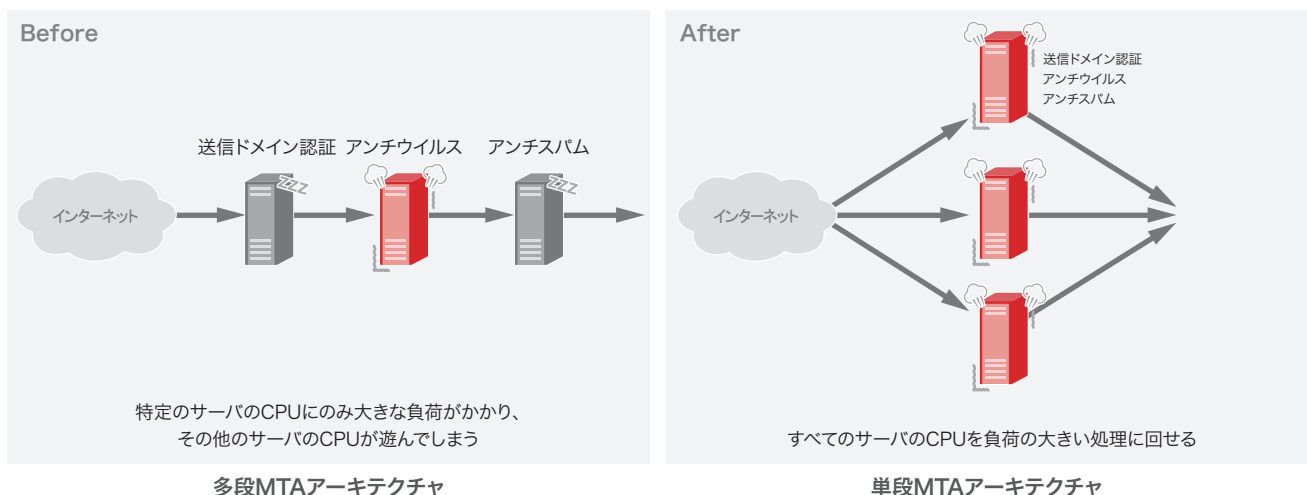 Before
送信ドメイン認証
アンチウイルス
アンチスパム
zzz
zzz
インターネット
特定のサーバのCPUにのみ大きな負荷がかかり、
その他のサーバのCPUが遊んでしまう
多段MTAアーキテクチャ
After
送信ドメイン認証
アンチウイルス
アンチスパム
インターネット
すべてのサーバのCPUを負荷の大きい処理に回せる
単段MTAアーキテクチャ